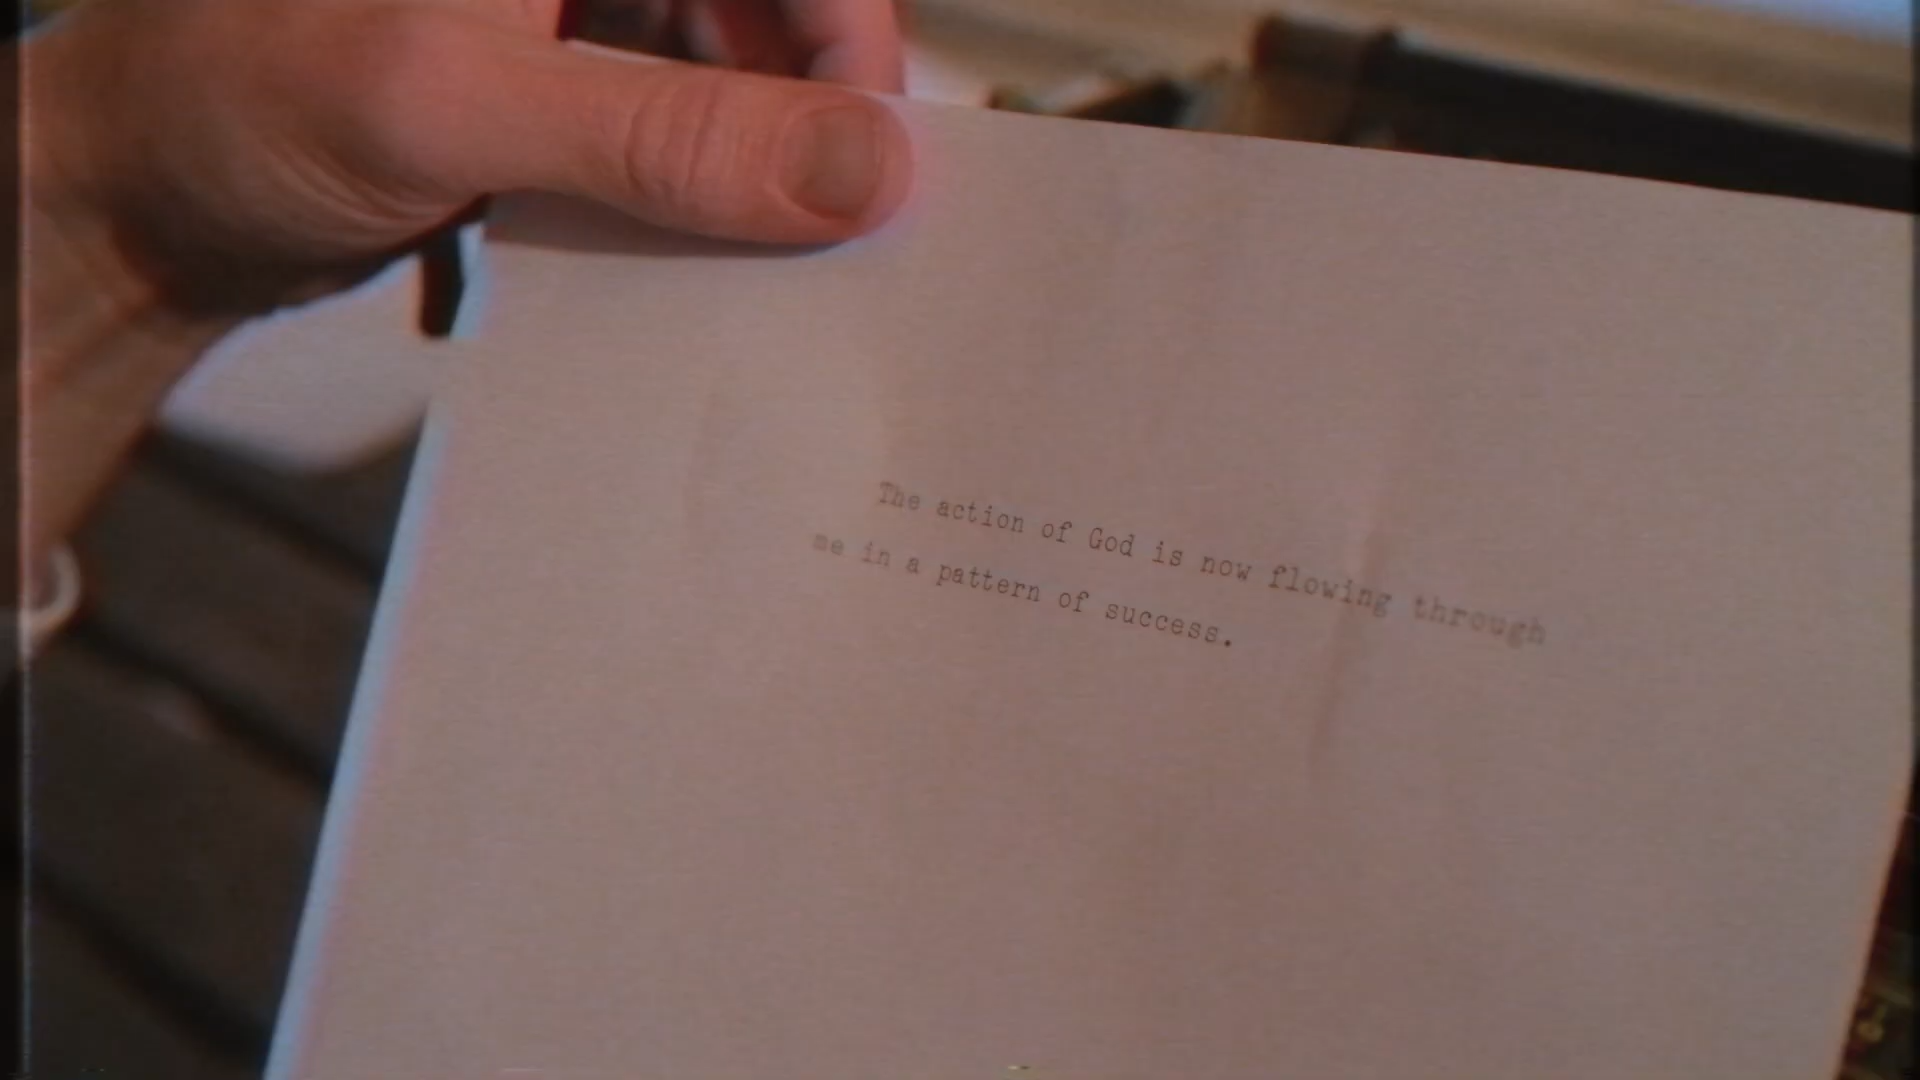 The action of God is now flowing through
me in a pattern of success.